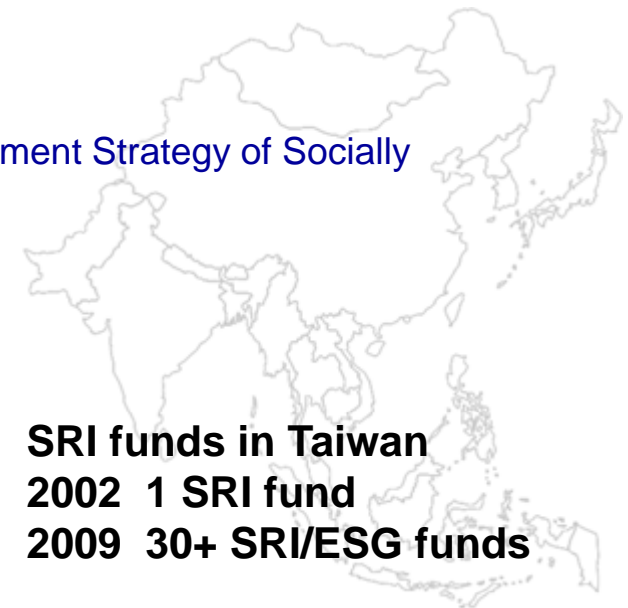 ment Strategy of Socially
SRI funds in Taiwan
2002 1 SRI fund
2009 30+ SRI/ESG funds